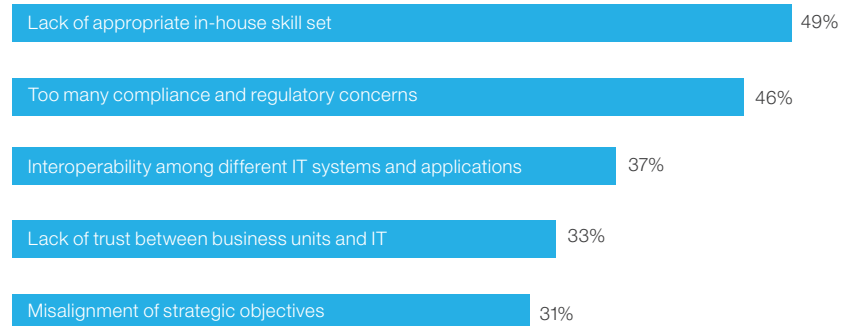 Lack of appropriate in-house skill set 49%
Too many compliance and regulatory concerns 46%
Interoperability among different IT systems and applications 37%
Lack of trust between business units and IT 33%
Misalignment of strategic objectives 31%